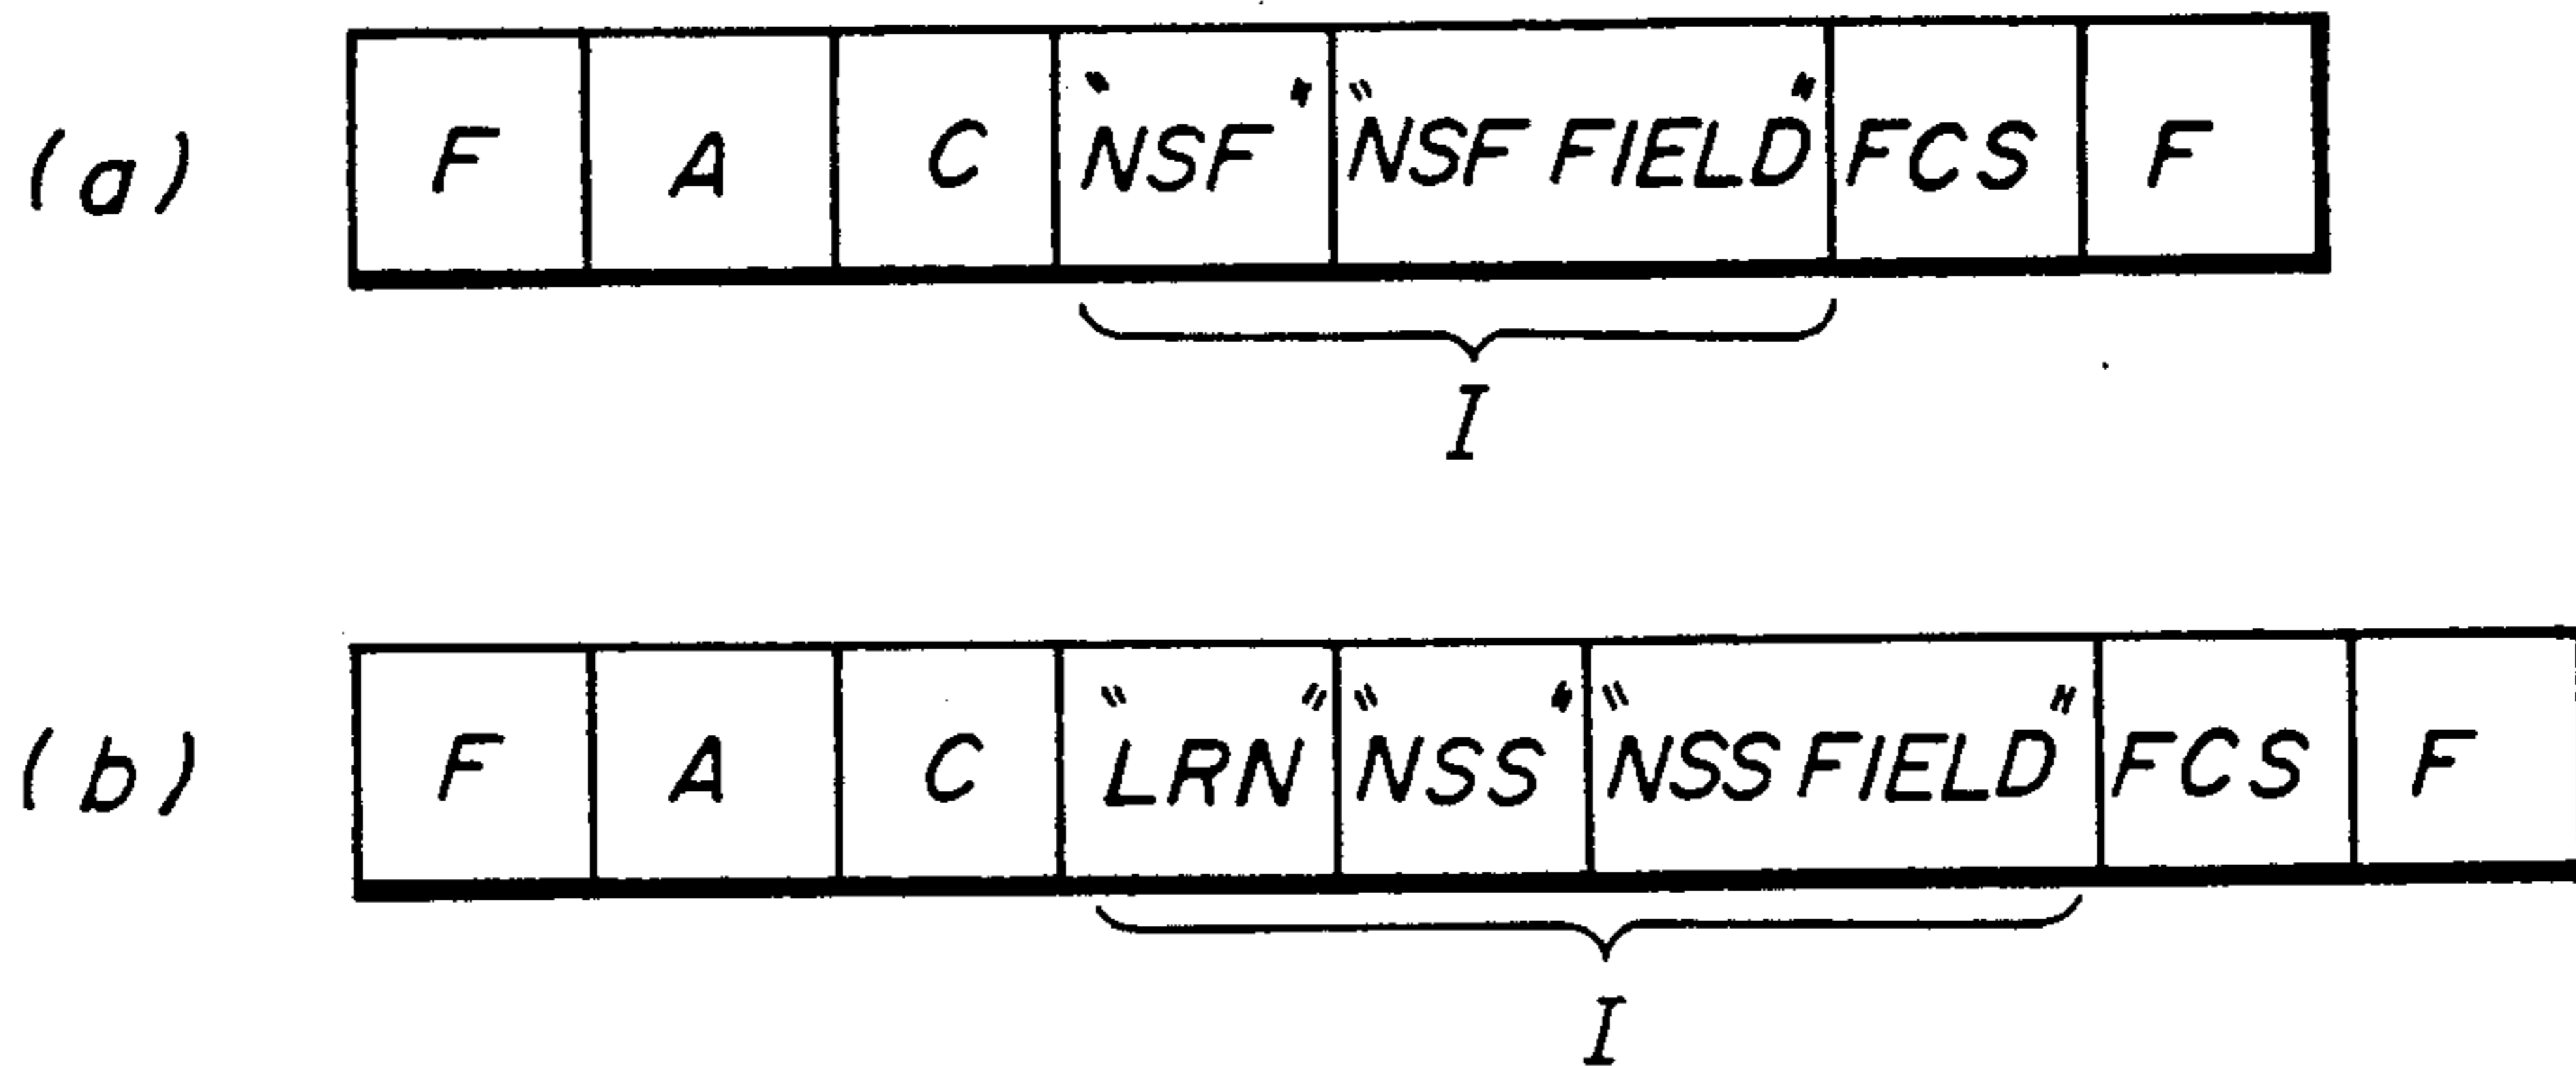 (a) F A C "NSF" "NSF FIELD" FCS F
I
(b) F A C "LRN" "NSS" "NSS FIELD" FCS F
I